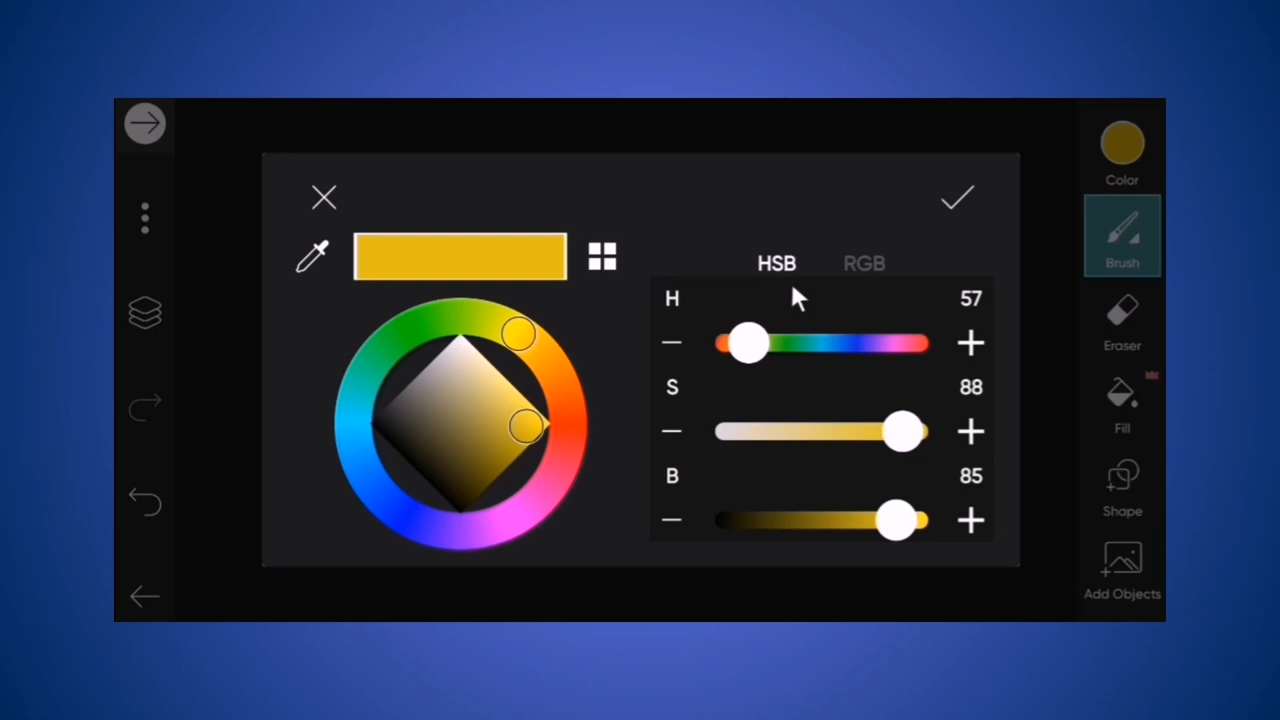 Color
Brush
HSB RGB
H 57
Eraser
S 88
Fill
B 85
Shape
Add Objects